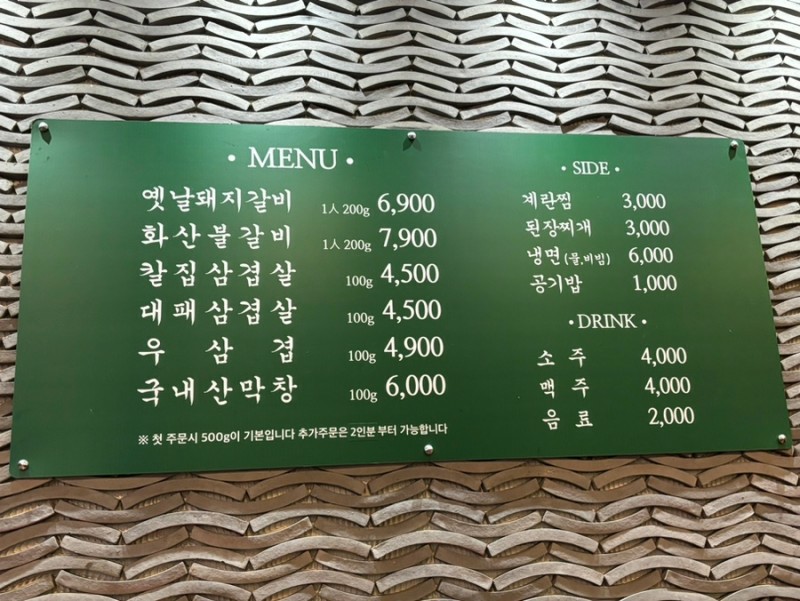 • MENU •
옛날돼지갈비 1人 200g 6,900
화산불갈비 1人 200g 7,900
칼집삼겹살 100g 4,500
대패삼겹살 100g 4,500
우삼겹 100g 4,900
국내산막창 100g 6,000
※ 첫 주문시 500g이 기본입니다 추가주문은 2인분 부터 가능합니다
• SIDE •
계란찜 3,000
된장찌개 3,000
냉면 (물,비빔) 6,000
공기밥 1,000
• DRINK •
소주 4,000
맥주 4,000
음료 2,000